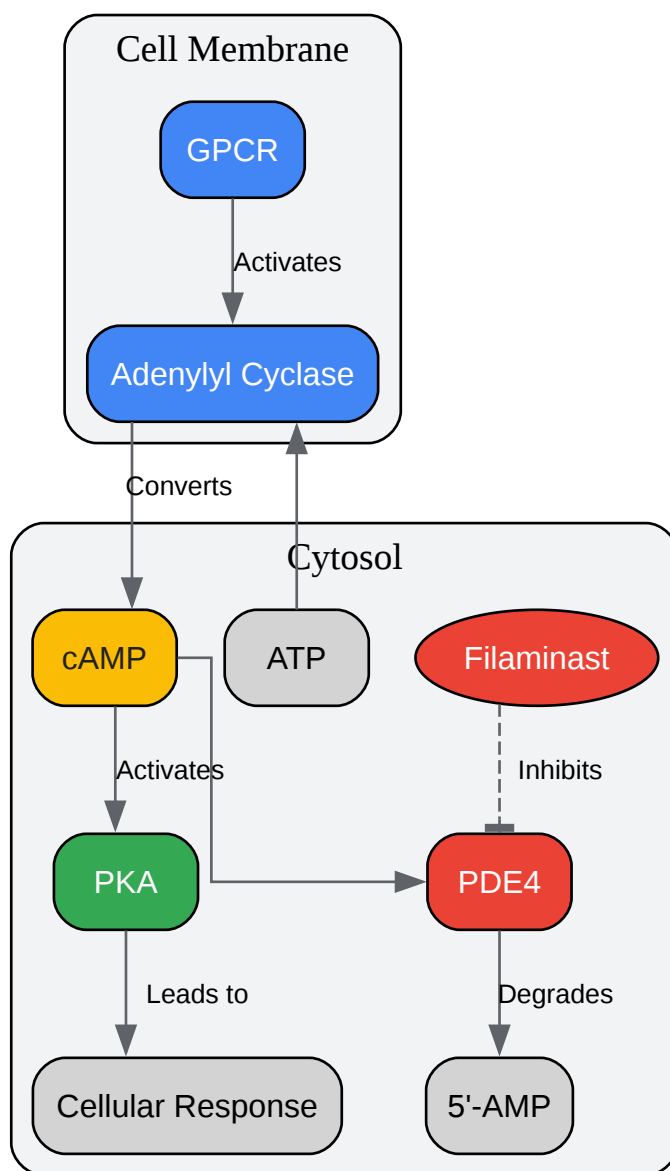 Cell Membrane
GPCR
Activates
Adenylyl Cyclase
Converts
Cytosol
cAMP
ATP
Filaminast
Activates
Inhibits
PKA
PDE4
Leads to
Degrades
Cellular Response
5'-AMP